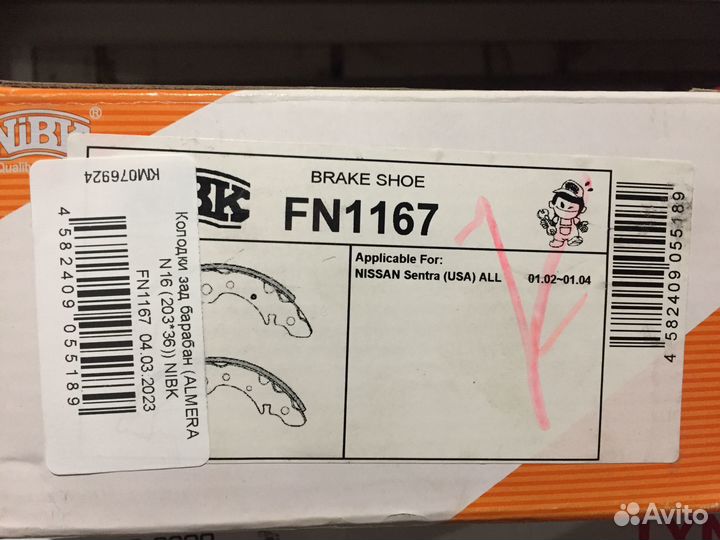 NiBK
®
Quality
BK
BRAKE SHOE
FN1167
Applicable For:
NISSAN Sentra (USA) ALL 01.02~01.04
4 582409 055189
KM076924
Колодки зад барабан (ALMERA
N16 (203*36)) NIBK
FN1167 04.03.2023
4 582409 055189
Avito